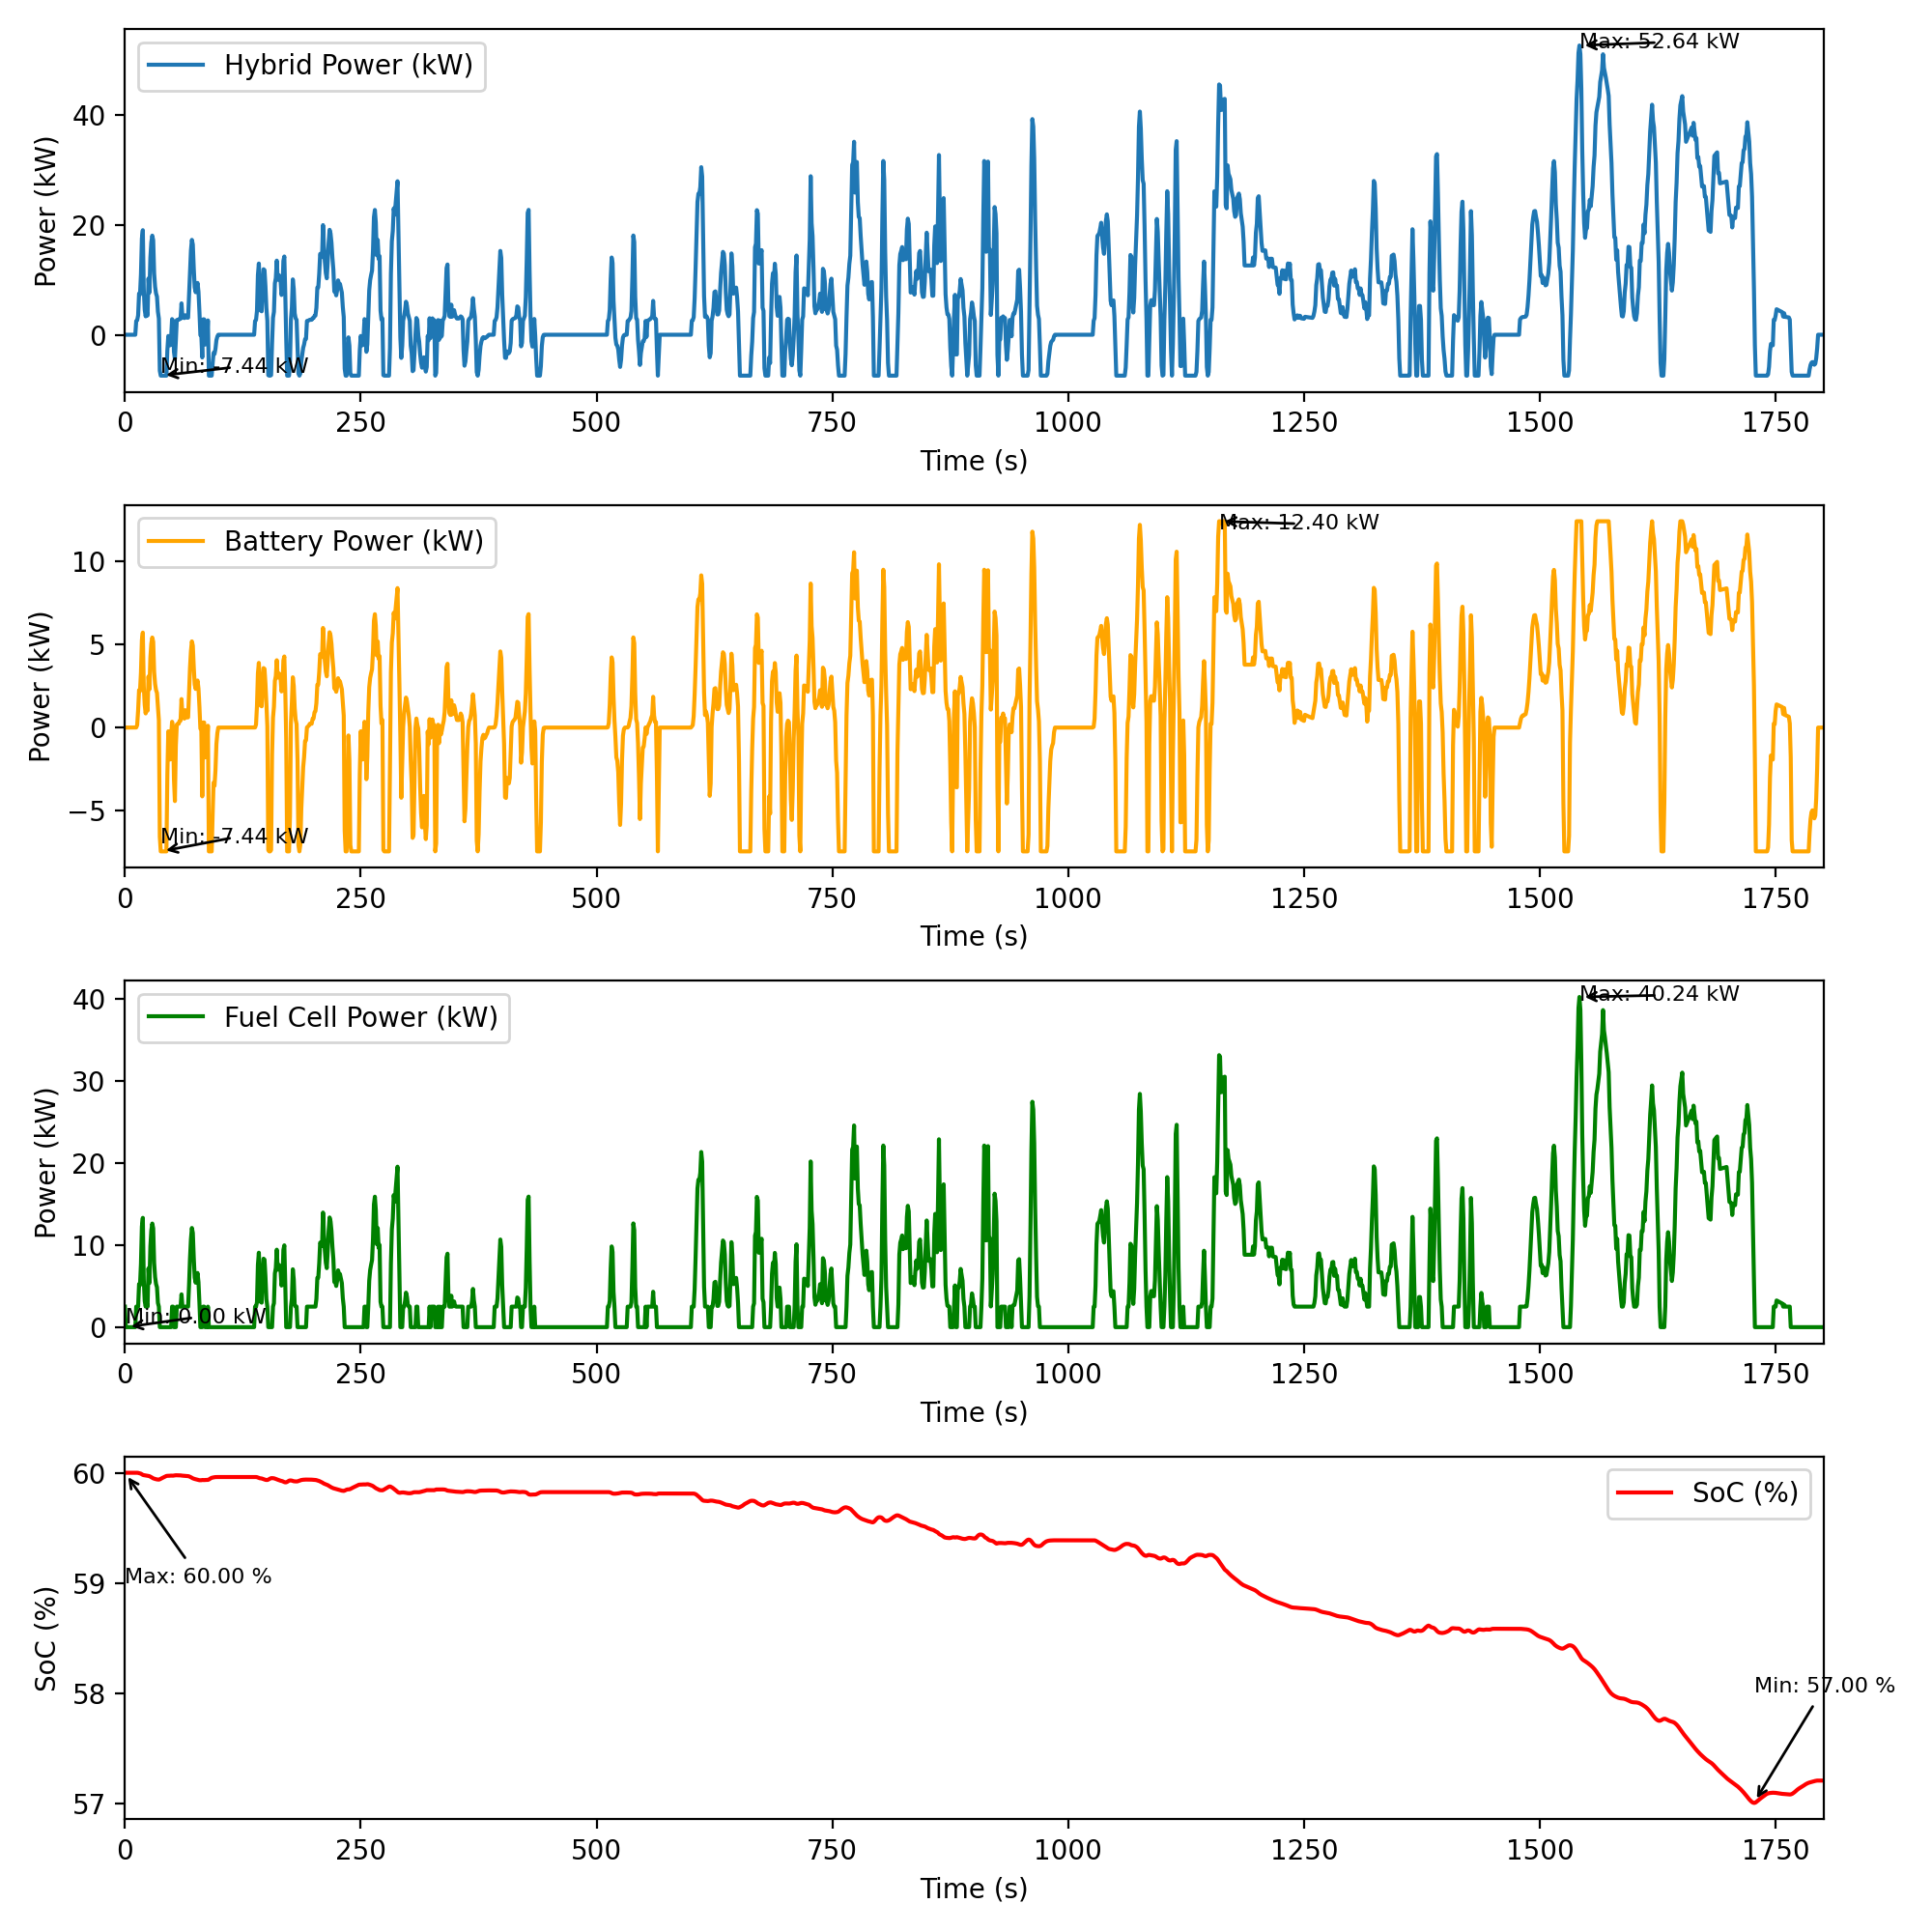 Hybrid Power (kW)
Max: 52.64 kW
Min: -7.44 kW
Power (kW)
40
20
0
0 250 500 750 1000 1250 1500 1750
Time (s)
Battery Power (kW)
Max: 12.40 kW
Min: -7.44 kW
Power (kW)
10
5
0
−5
0 250 500 750 1000 1250 1500 1750
Time (s)
Fuel Cell Power (kW)
Max: 40.24 kW
Min: 0.00 kW
Power (kW)
40
30
20
10
0
0 250 500 750 1000 1250 1500 1750
Time (s)
SoC (%)
Max: 60.00 %
Min: 57.00 %
SoC (%)
60
59
58
57
0 250 500 750 1000 1250 1500 1750
Time (s)